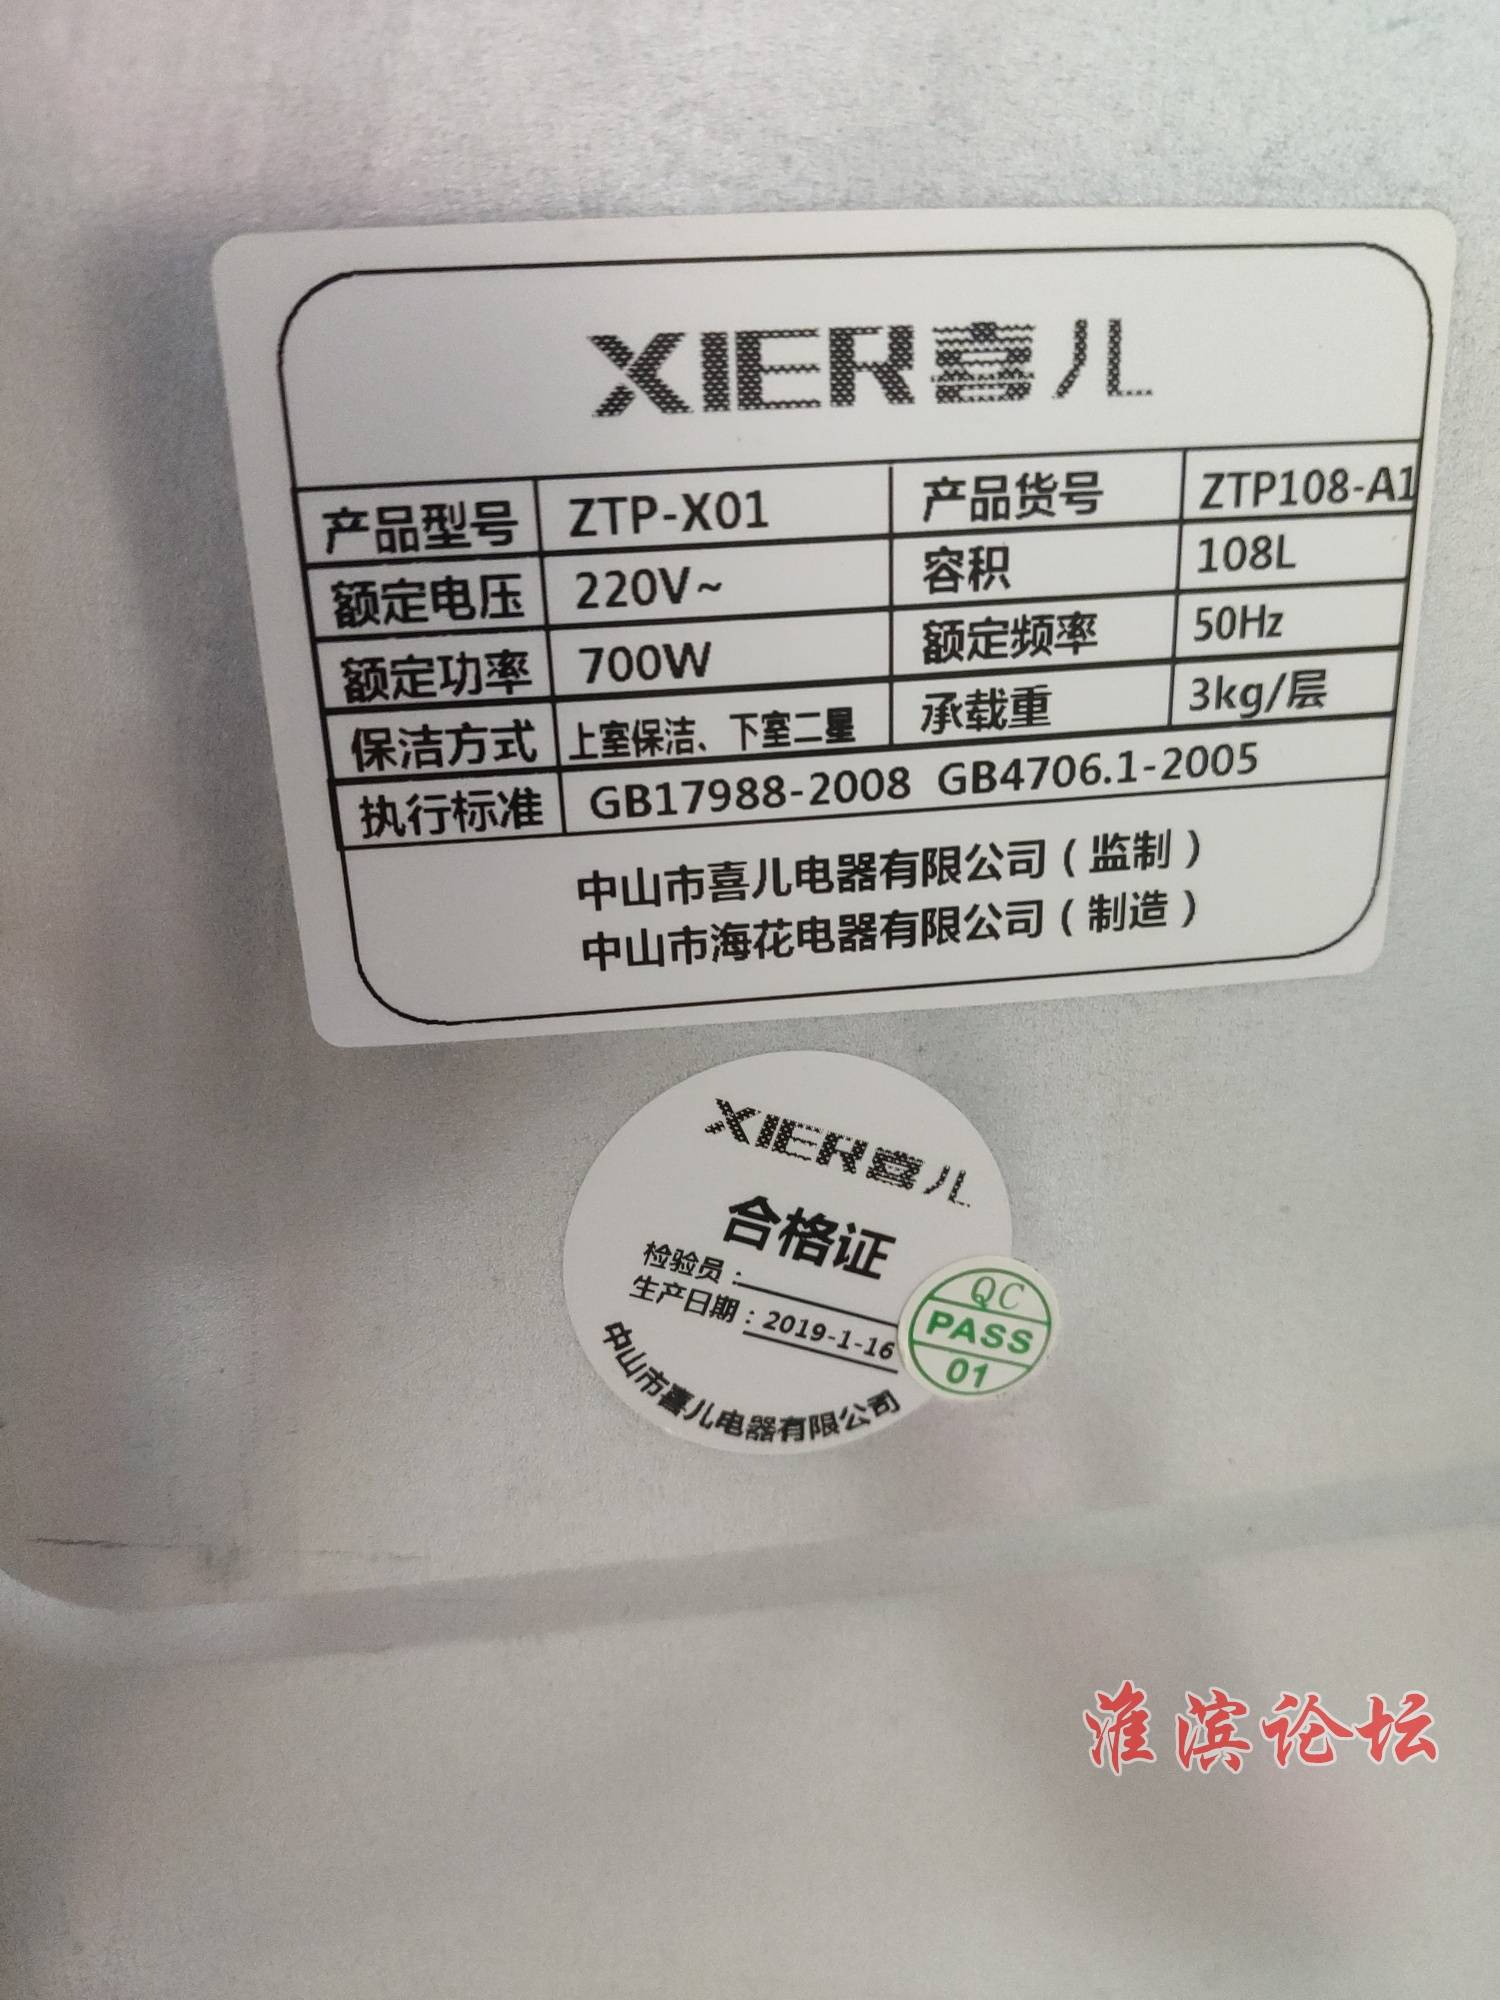 XIER喜儿
产品型号 ZTP-X01 产品货号 ZTP108-A1
额定电压 220V~ 容积 108L
额定功率 700W 额定频率 50Hz
保洁方式 上室保洁、下室二星 承载重 3kg/层
执行标准 GB17988-2008 GB4706.1-2005
中山市喜儿电器有限公司（监制）
中山市海花电器有限公司（制造）
XIER喜儿
合格证
检验员：
生产日期：2019-1-16
中山市喜儿电器有限公司
QC
PASS
01
淮滨论坛